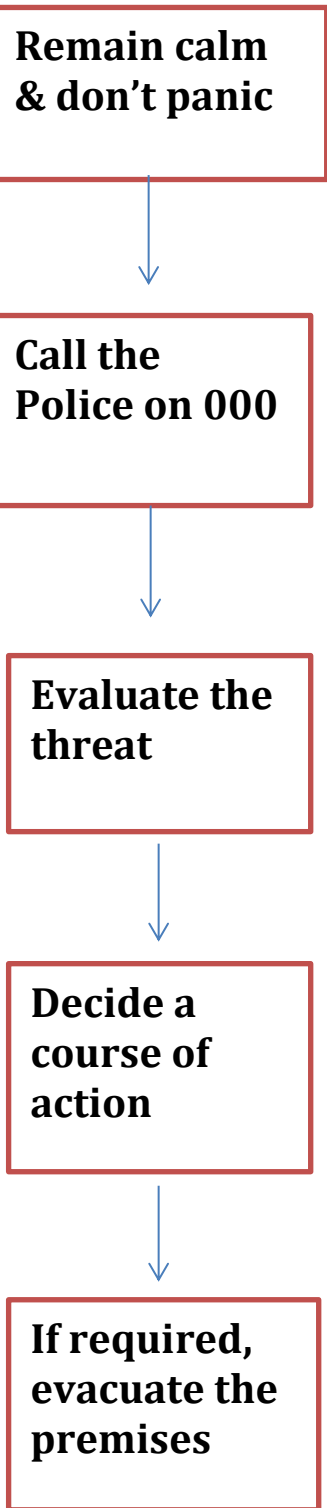 Remain calm
& don’t panic
Call the
Police on 000
Evaluate the
threat
Decide a
course of
action
If required,
evacuate the
premises